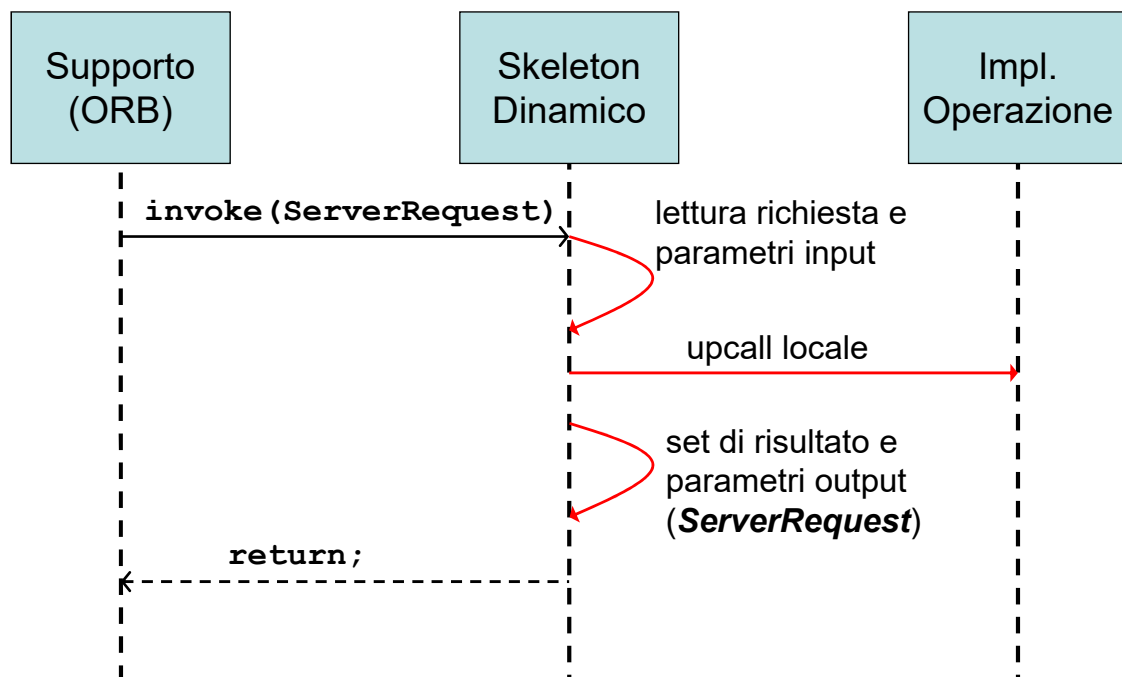 Supporto
(ORB)
Skeleton
Dinamico
Impl.
Operazione
invoke(ServerRequest)
lettura richiesta e
parametri input
upcall locale
set di risultato e
parametri output
(ServerRequest)
return;